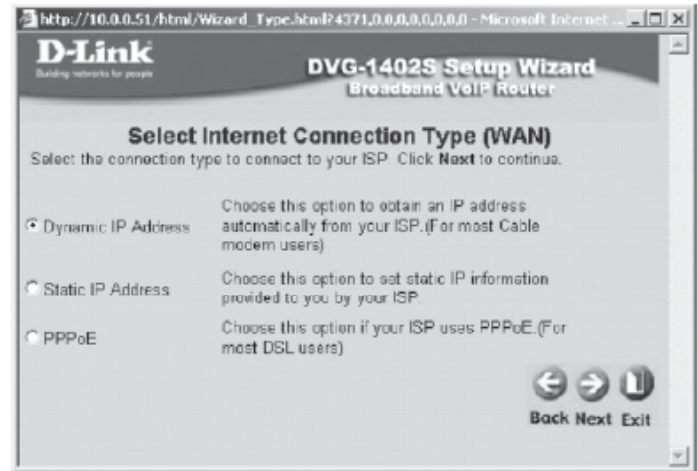 http://10.0.0.51/html/Wizard_Type.html?4371,0,0,0,0,0,0,0,0 - Microsoft Internet ...
D-Link
Building networks for people
DVG-1402S Setup Wizard
Broadband VoIP Router
Select Internet Connection Type (WAN)
Select the connection type to connect to your ISP. Click Next to continue.
Dynamic IP Address
Choose this option to obtain an IP address
automatically from your ISP.(For most Cable
modem users)
Static IP Address
Choose this option to set static IP information
provided to you by your ISP.
PPPoE
Choose this option if your ISP uses PPPoE.(For
most DSL users)
Back Next Exit